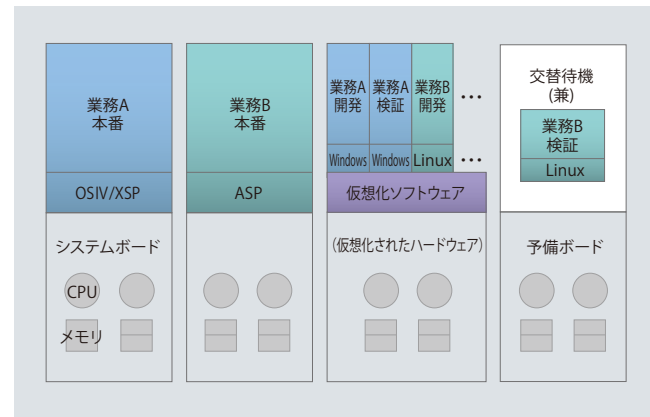 業務A
本番
OSIV/XSP
システムボード
CPU
メモリ
業務B
本番
ASP
業務A
開発
業務A
検証
業務B
開発
…
Windows
Windows
Linux
…
仮想化ソフトウェア
(仮想化されたハードウェア)
交替待機
(兼)
業務B
検証
Linux
予備ボード